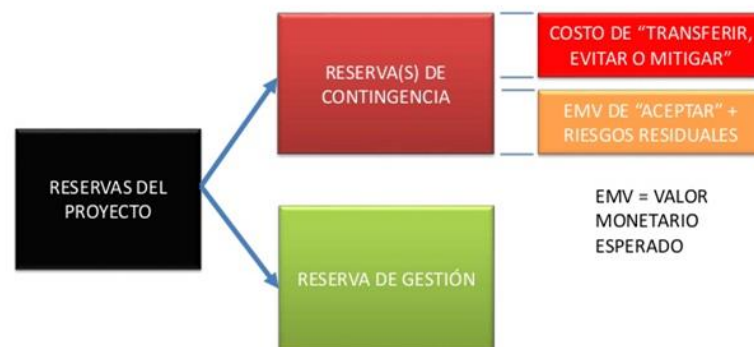 RESERVAS DEL
PROYECTO
RESERVA(S) DE
CONTINGENCIA
COSTO DE “TRANSFERIR,
EVITAR O MITIGAR”
EMV DE “ACEPTAR” +
RIESGOS RESIDUALES
EMV = VALOR
MONETARIO
ESPERADO
RESERVA DE GESTIÓN